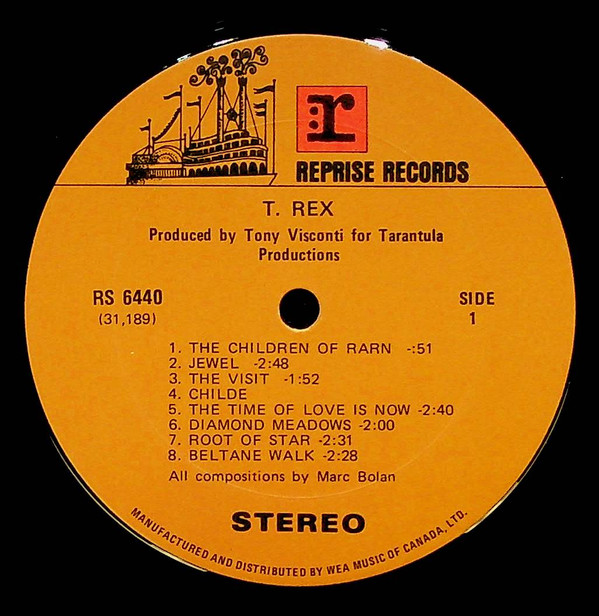 :r
REPRISE RECORDS
T. REX
Produced by Tony Visconti for Tarantula
Productions
RS 6440
(31,189)
SIDE
1
1. THE CHILDREN OF RARN -:51
2. JEWEL -2:48
3. THE VISIT -1:52
4. CHILDE
5. THE TIME OF LOVE IS NOW -2:40
6. DIAMOND MEADOWS -2:00
7. ROOT OF STAR -2:31
8. BELTANE WALK -2:28
All compositions by Marc Bolan
STEREO
MANUFACTURED AND DISTRIBUTED BY WEA MUSIC OF CANADA, LTD.